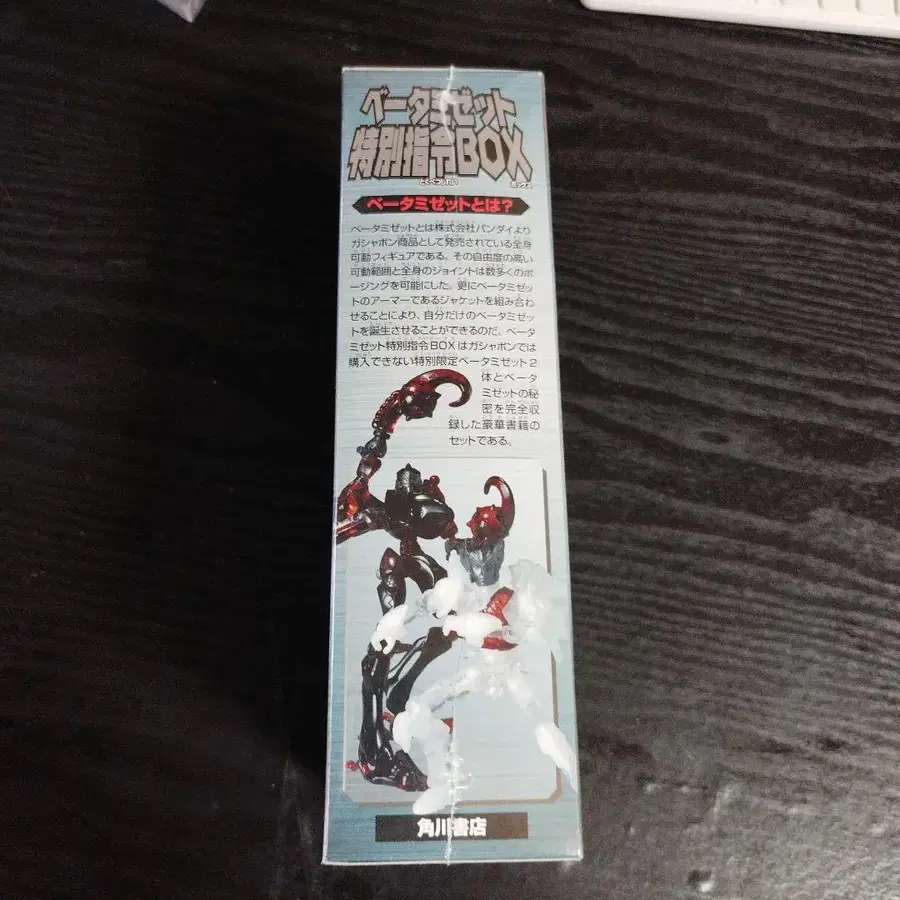 ベータミゼット
特別指令BOX
とくべつしれい
ボックス
ベータミゼットとは？
ベータミゼットとは株式会社バンダイより
ガシャポン商品として発売されている全身
可動フィギュアである。その自由度の高い
可動範囲と全身のジョイントは数多くのポ
ージングを可能にした。更にベータミゼッ
トのアーマーであるジャケットを組み合わ
せることにより、自分だけのベータミゼッ
トを誕生させることができるのだ。ベータ
ミゼット特別指令BOXはガシャポンでは
購入できない特別限定ベータミゼット2
体とベータ
ミゼットの秘
密を完全収
録した豪華書籍の
セットである。
角川書店